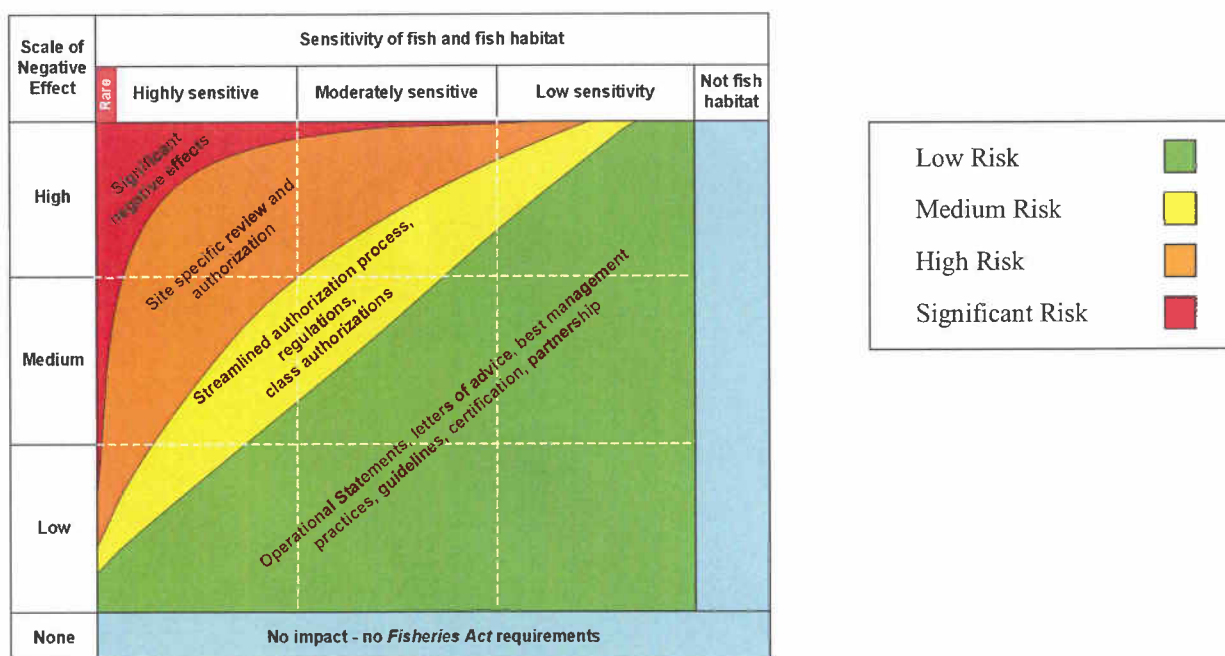 Scale of
Negative
Effect
Sensitivity of fish and fish habitat
Rare
Highly sensitive
Moderately sensitive
Low sensitivity
Not fish
habitat
High
Medium
Low
None
Significant
negative effects
Site specific review and
authorization
Streamlined authorization process,
regulations,
class authorizations
Operational Statements, letters of advice, best management
practices, guidelines, certification, partnership
No impact - no Fisheries Act requirements
Low Risk
Medium Risk
High Risk
Significant Risk